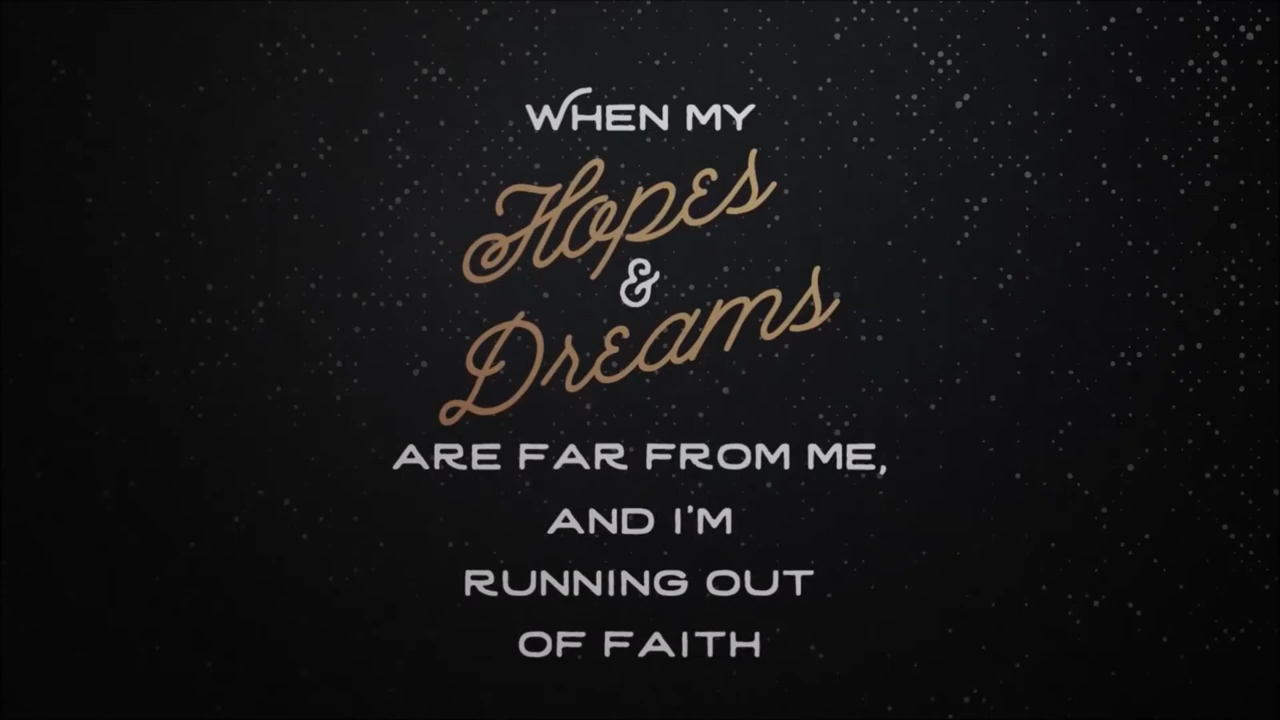 WHEN MY
Hopes
&
Dreams
ARE FAR FROM ME,
AND I'M
RUNNING OUT
OF FAITH